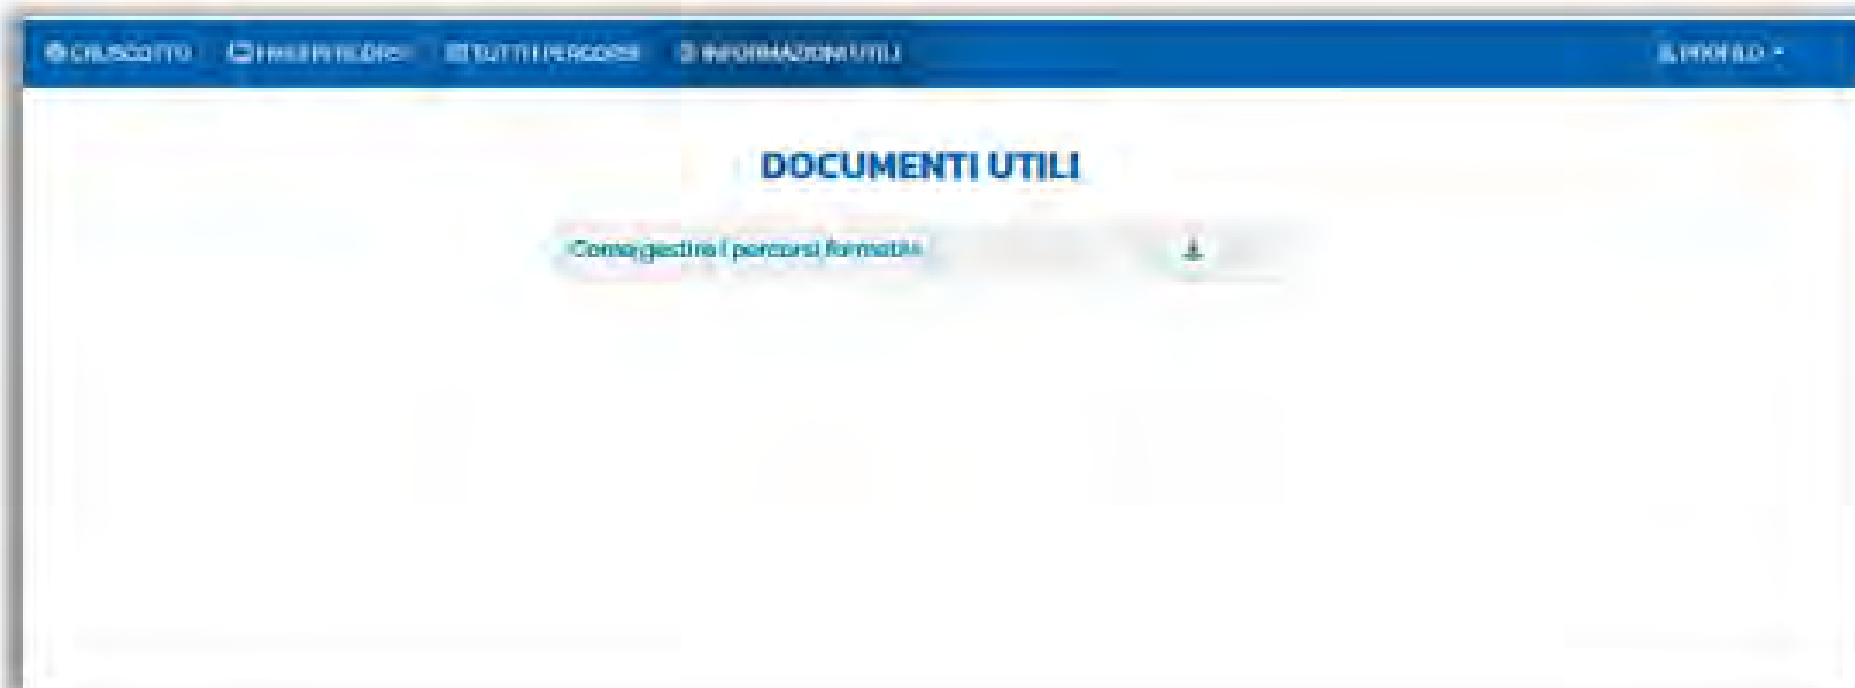 CRUSCOTTO TUTTI I PERCORSI INFORMAZIONI UTILI PROFILO
DOCUMENTI UTILI
Come gestire i percorsi formativi